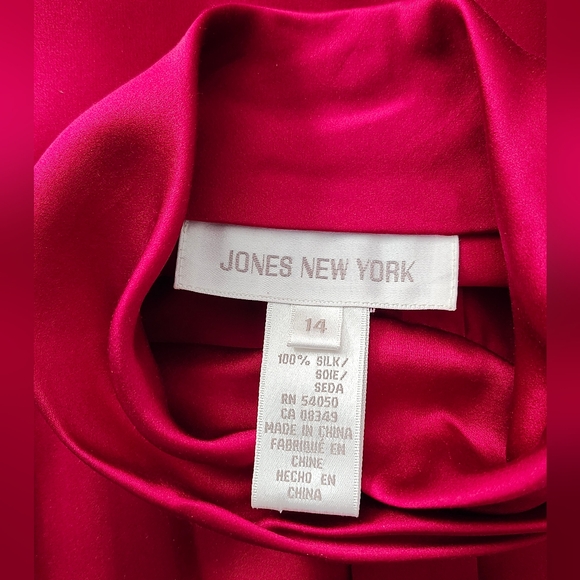 JONES NEW YORK
14
100% SILK/
SOIE/
SEDA
RN 54050
CA 08349
MADE IN CHINA
FABRIQUÉ EN
CHINE
HECHO EN
CHINA